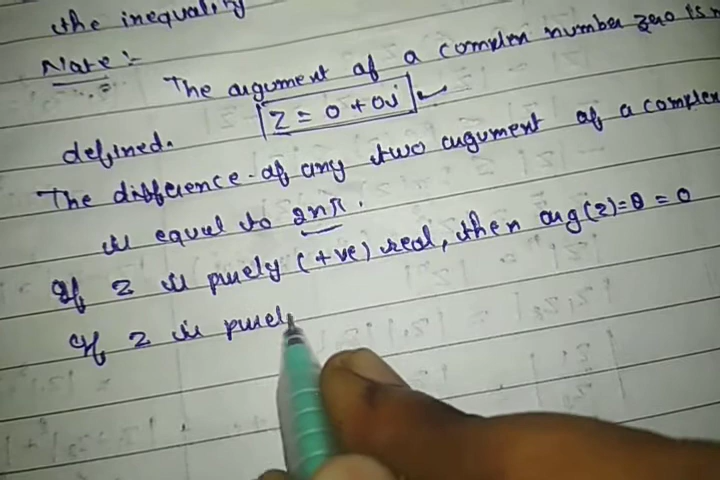 the inequality
Note:-
The argument of a complex number zero is
defined. Z = 0 + 0i
The difference of any two argument of a complex
is equal to 2nπ.
If z is purely (+ve) real, then arg(z)=θ = 0
If z is purel